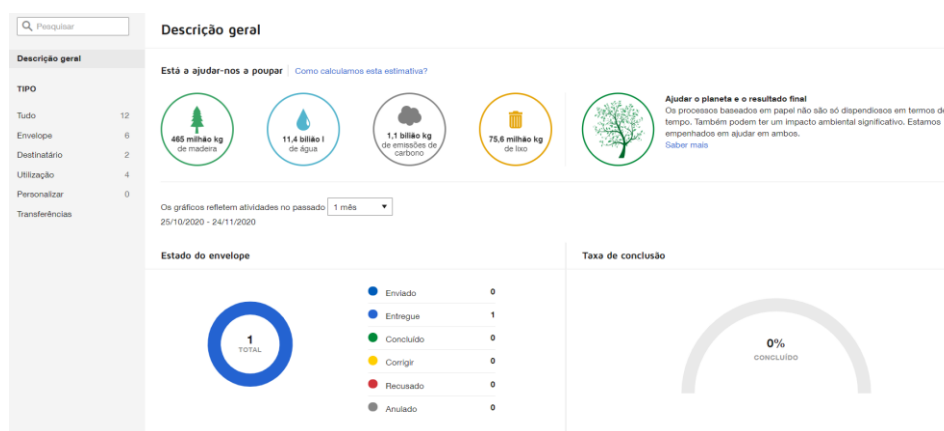 Pesquisar
Descrição geral
TIPO
Tudo 12
Envelope 6
Destinatário 2
Utilização 4
Personalizar 0
Transferências
Descrição geral
Está a ajudar-nos a poupar Como calculamos esta estimativa?
465 milhão kg
de madeira
11,4 bilião l
de água
1,1 bilião kg
de emissões de
carbono
75,6 milhão kg
de lixo
Ajudar o planeta e o resultado final
Os processos baseados em papel não são só dispendiosos em termos de
tempo. Também podem ter um impacto ambiental significativo. Estamos
empenhados em ajudar em ambos.
Saber mais
Os gráficos refletem atividades no passado 1 mês
25/10/2020 - 24/11/2020
Estado do envelope
1
TOTAL
Enviado 0
Entregue 1
Concluído 0
Corrigir 0
Recusado 0
Anulado 0
Taxa de conclusão
0%
CONCLUÍDO